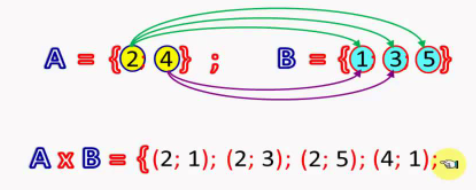 A = {2 4} ; B = {1 3 5}
A x B = {(2; 1); (2; 3); (2; 5); (4; 1);